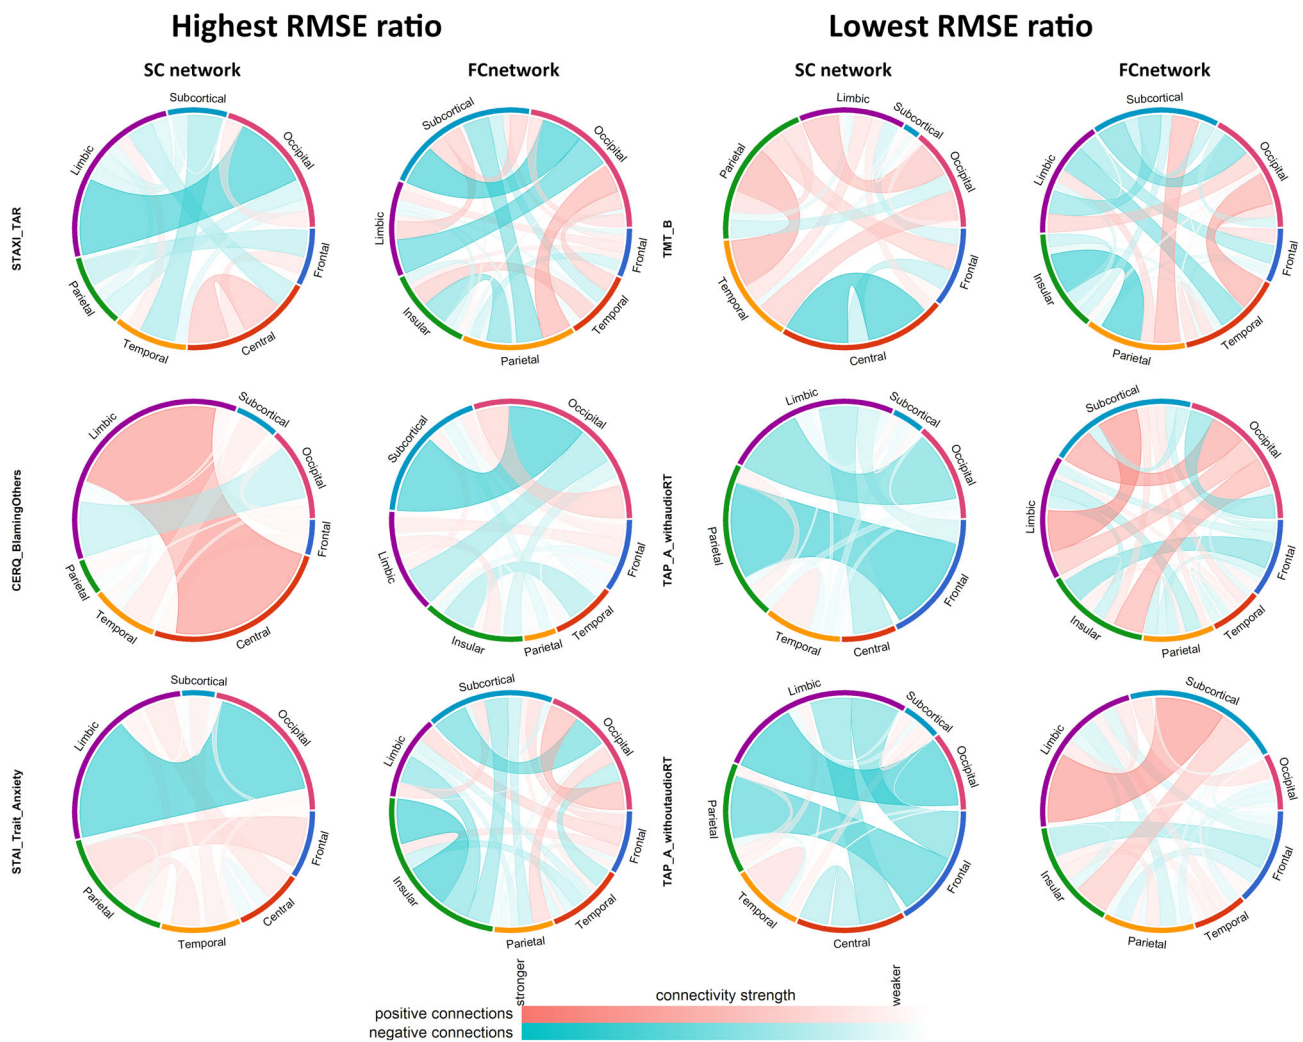 Highest RMSE ratio
Lowest RMSE ratio
SC network
FCnetwork
SC network
FCnetwork
STAXI_TAR
Subcortical
Occipital
Frontal
Central
Temporal
Parietal
Limbic
Subcortical
Occipital
Frontal
Temporal
Parietal
Insular
Limbic
TMT_B
Limbic
Subcortical
Occipital
Frontal
Central
Temporal
Parietal
Subcortical
Occipital
Frontal
Temporal
Parietal
Insular
Limbic
CERQ_BlamingOthers
Limbic
Subcortical
Occipital
Frontal
Central
Temporal
Parietal
Subcortical
Occipital
Frontal
Temporal
Parietal
Insular
Limbic
TAP_A_withaudioRT
Limbic
Subcortical
Occipital
Frontal
Central
Temporal
Parietal
Subcortical
Occipital
Frontal
Temporal
Parietal
Insular
Limbic
STAI_Trait_Anxiety
Subcortical
Occipital
Frontal
Central
Temporal
Parietal
Limbic
Subcortical
Occipital
Frontal
Temporal
Parietal
Insular
Limbic
TAP_A_withoutaudioRT
Limbic
Subcortical
Occipital
Frontal
Central
Temporal
Parietal
Subcortical
Occipital
Frontal
Temporal
Parietal
Insular
Limbic
stronger
connectivity strength
weaker
positive connections
negative connections